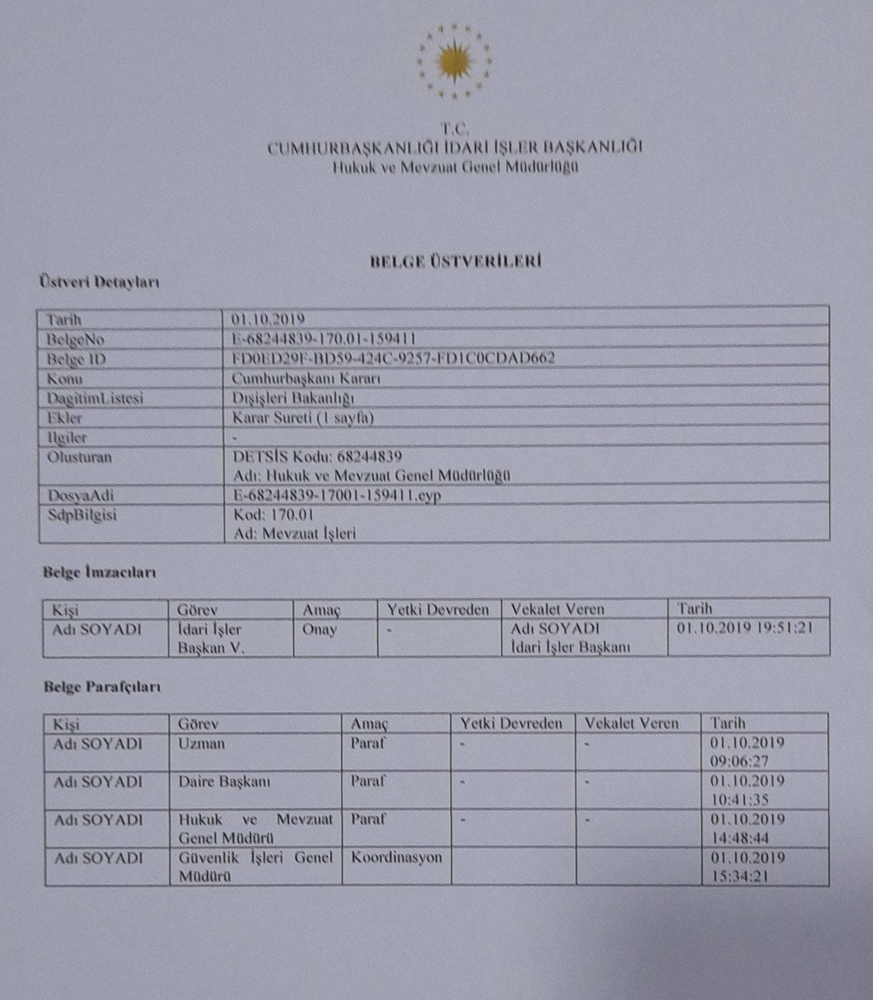 T.C.
CUMHURBAŞKANLIĞI İDARİ İŞLER BAŞKANLIĞI
Hukuk ve Mevzuat Genel Müdürlüğü
BELGE ÜSTVERİLERİ
Üstveri Detayları
Tarih 01.10.2019
BelgeNo E-68244839-170.01-159411
Belge ID FD0ED29F-BD59-424C-9257-FD1C0CDAD662
Konu Cumhurbaşkanı Kararı
DagitimListesi Dışişleri Bakanlığı
Ekler Karar Sureti (1 sayfa)
Ilgiler -
Olusturan DETSİS Kodu: 68244839
Adı: Hukuk ve Mevzuat Genel Müdürlüğü
DosyaAdi E-68244839-17001-159411.eyp
SdpBilgisi Kod: 170.01
Ad: Mevzuat İşleri
Belge İmzacıları
Kişi Görev Amaç Yetki Devreden Vekalet Veren Tarih
Adı SOYADI İdari İşler Onay - Adı SOYADI 01.10.2019 19:51:21
Başkan V. İdari İşler Başkanı
Belge Parafçıları
Kişi Görev Amaç Yetki Devreden Vekalet Veren Tarih
Adı SOYADI Uzman Paraf - - 01.10.2019
09:06:27
Adı SOYADI Daire Başkanı Paraf - - 01.10.2019
10:41:35
Adı SOYADI Hukuk ve Mevzuat Paraf - - 01.10.2019
Genel Müdürü 14:48:44
Adı SOYADI Güvenlik İşleri Genel Koordinasyon 01.10.2019
Müdürü 15:34:21